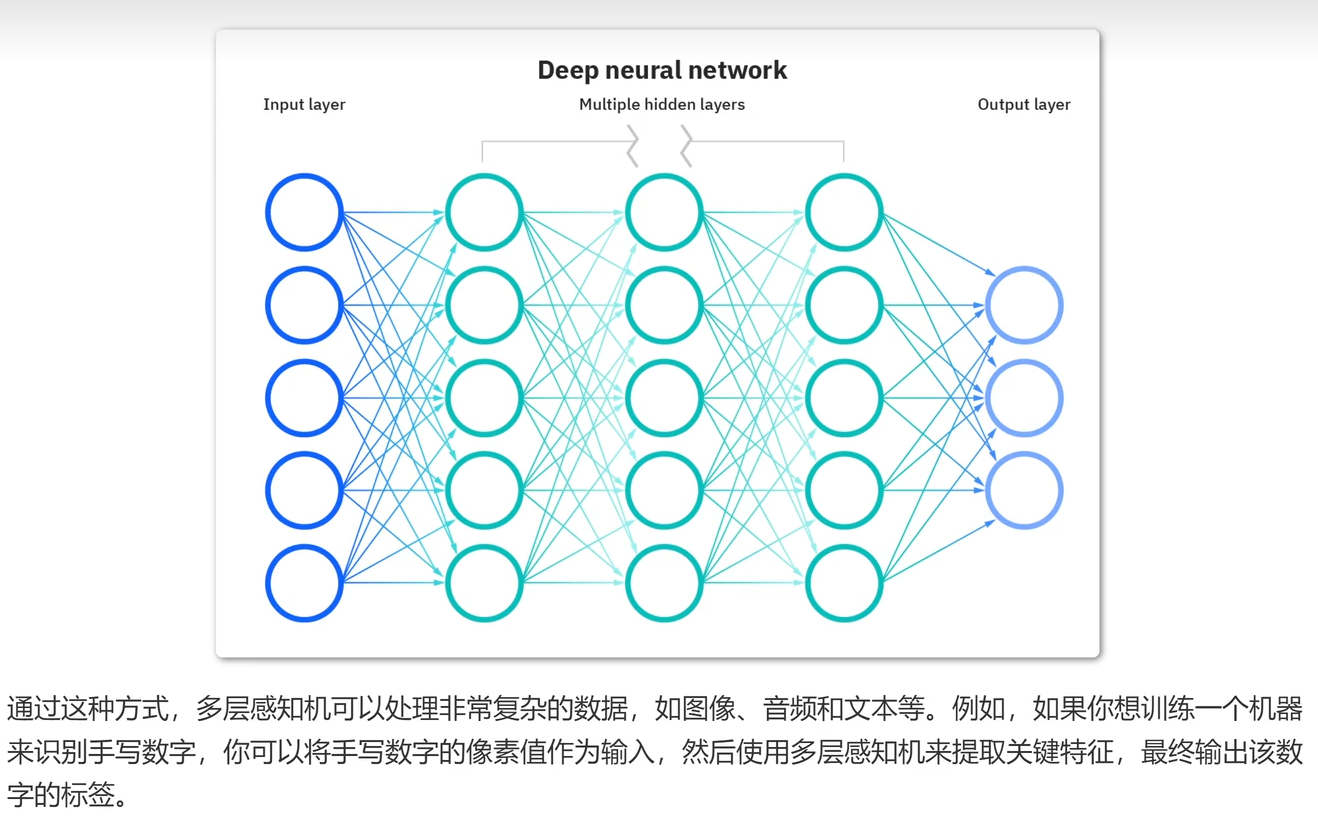 Deep neural network
Input layer
Multiple hidden layers
Output layer
通过这种方式，多层感知机可以处理非常复杂的数据，如图像、音频和文本等。例如，如果你想训练一个机器
来识别手写数字，你可以将手写数字的像素值作为输入，然后使用多层感知机来提取关键特征，最终输出该数
字的标签。